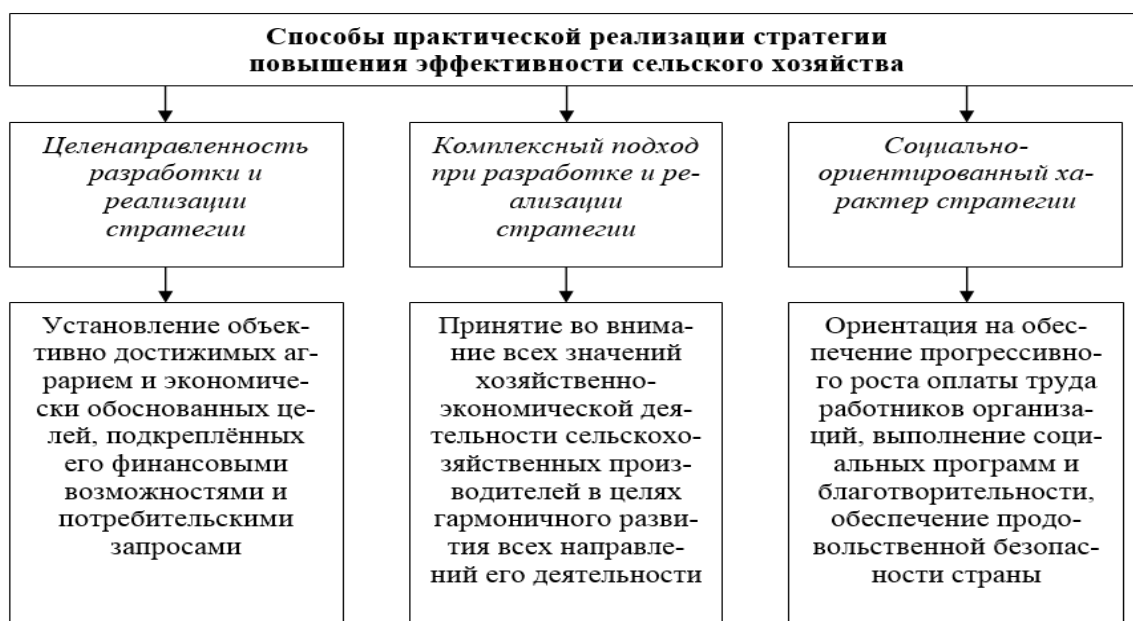 Способы практической реализации стратегии
повышения эффективности сельского хозяйства
Целенаправленность
разработки и
реализации
стратегии
Комплексный подход
при разработке и ре-
ализации
стратегии
Социально-
ориентированный ха-
рактер стратегии
Установление объек-
тивно достижимых аг-
рарием и экономиче-
ски обоснованных це-
лей, подкреплённых
его финансовыми
возможностями и
потребительскими
запросами
Принятие во внима-
ние всех значений
хозяйственно-
экономической дея-
тельности сельскохо-
зяйственных произ-
водителей в целях
гармоничного разви-
тия всех направле-
ний его деятельности
Ориентация на обес-
печение прогрессивно-
го роста оплаты труда
работников организа-
ций, выполнение соци-
альных программ и
благотворительности,
обеспечение продо-
вольственной безопас-
ности страны